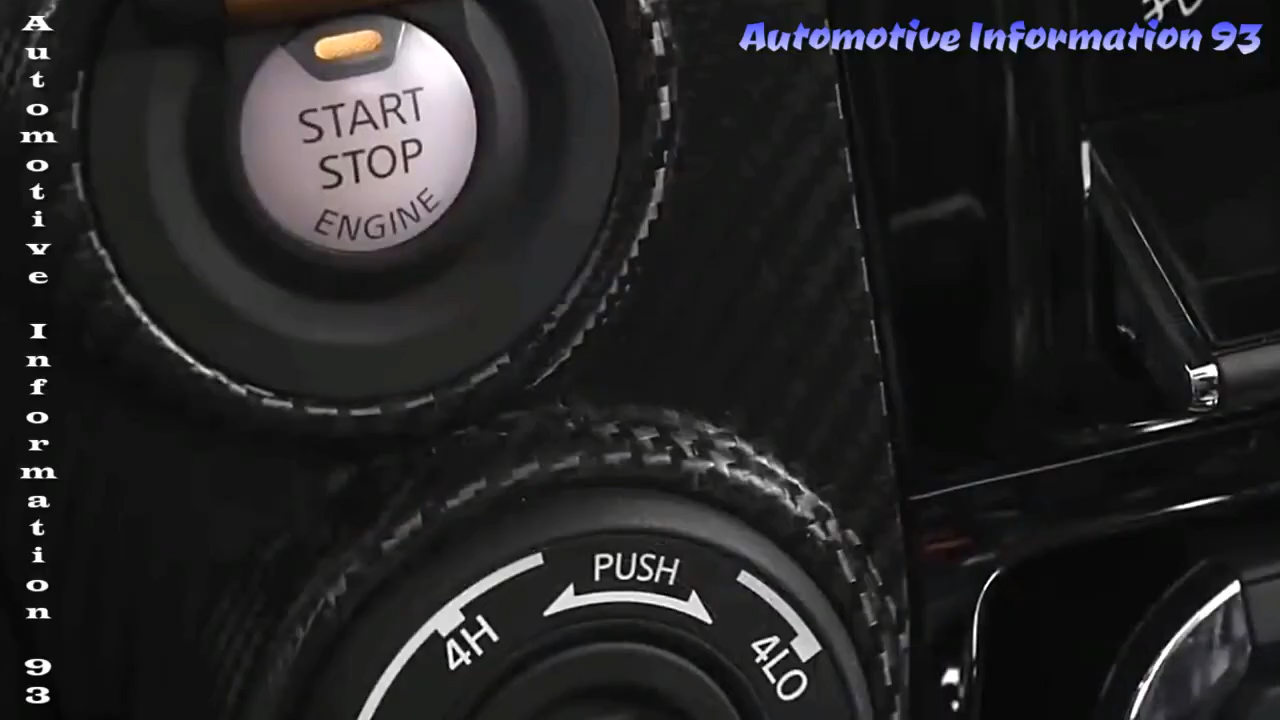 Automotive Information 93
Automotive Information 93
START
STOP
ENGINE
PUSH
4H
4LO